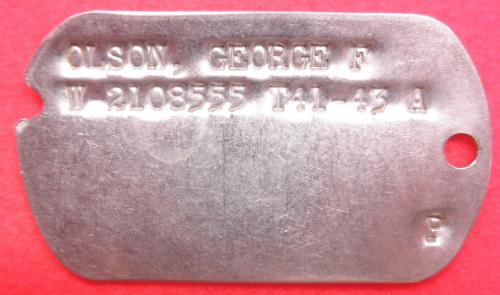 OLSON, GEORGE F
W-2108555 T41-43 A
P